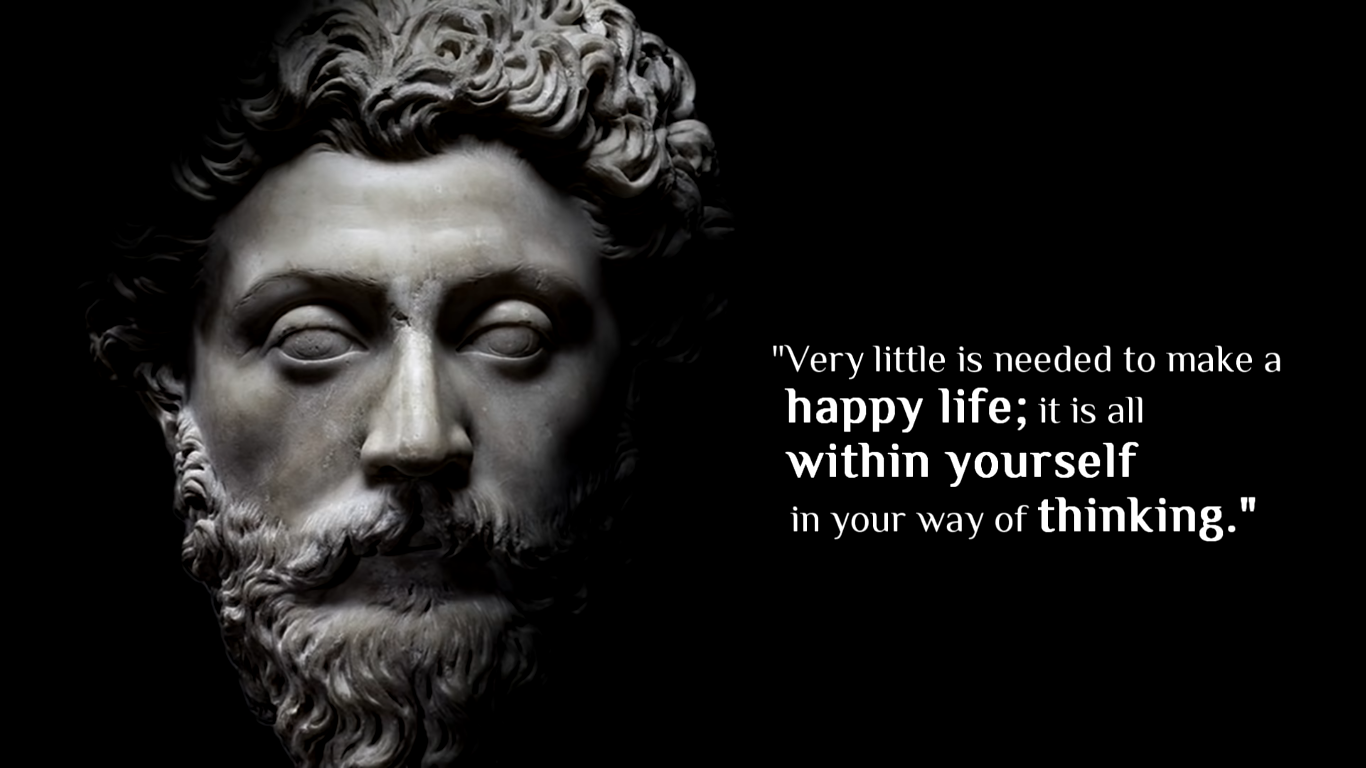 "Very little is needed to make a
happy life; it is all
within yourself
in your way of thinking."